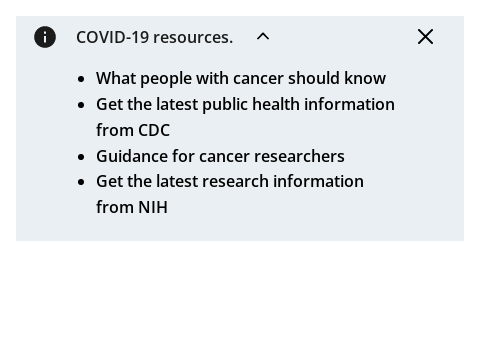 COVID-19 resources.
What people with cancer should know
Get the latest public health information
from CDC
Guidance for cancer researchers
Get the latest research information
from NIH